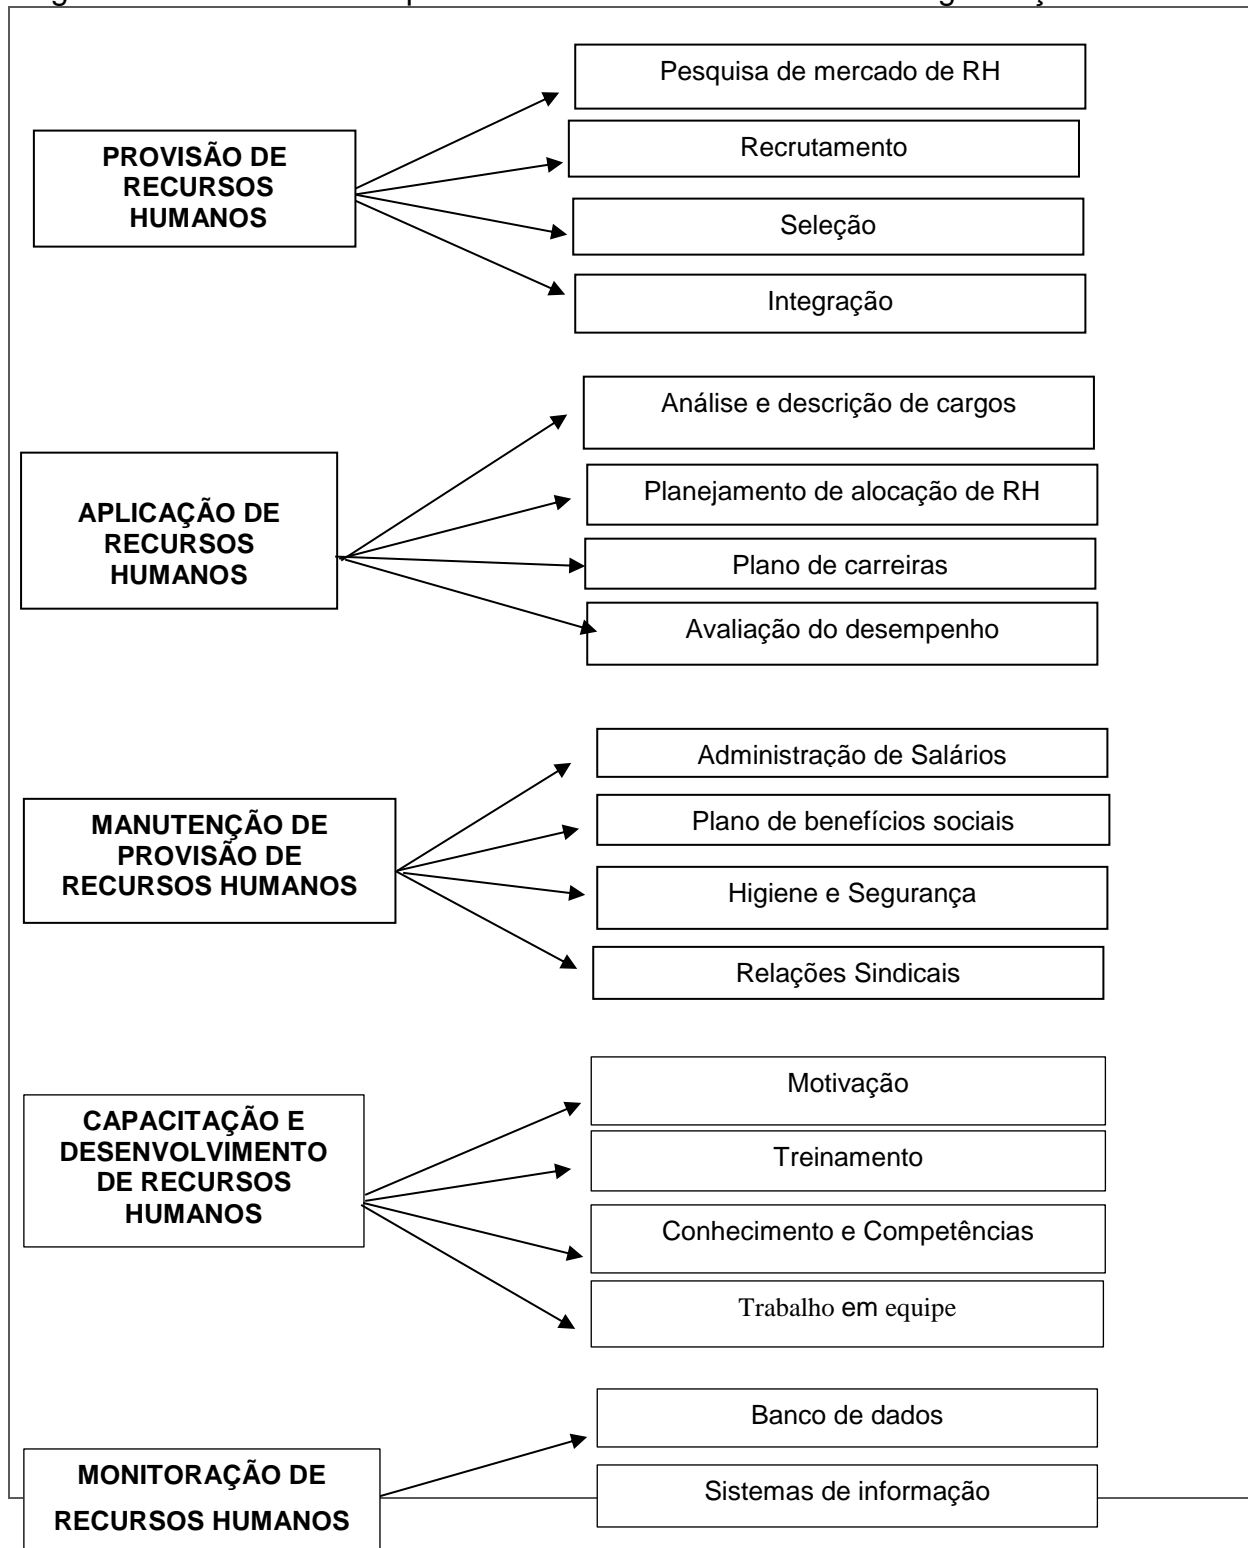 PROVISÃO DE
RECURSOS
HUMANOS
Pesquisa de mercado de RH
Recrutamento
Seleção
Integração
APLICAÇÃO DE
RECURSOS
HUMANOS
Análise e descrição de cargos
Planejamento de alocação de RH
Plano de carreiras
Avaliação do desempenho
MANUTENÇÃO DE
PROVISÃO DE
RECURSOS HUMANOS
Administração de Salários
Plano de benefícios sociais
Higiene e Segurança
Relações Sindicais
CAPACITAÇÃO E
DESENVOLVIMENTO
DE RECURSOS
HUMANOS
Motivação
Treinamento
Conhecimento e Competências
Trabalho em equipe
MONITORAÇÃO DE
RECURSOS HUMANOS
Banco de dados
Sistemas de informação